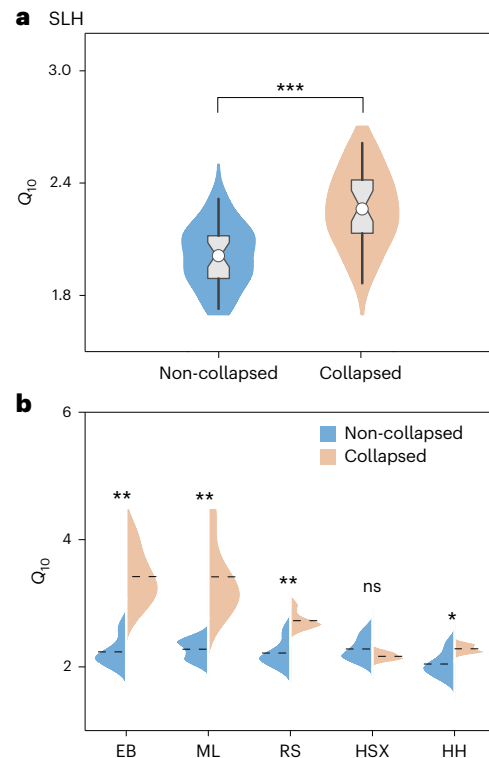 a SLH
3.0
***
2.4
Q10
1.8
Non-collapsed Collapsed
b
6
Non-collapsed
Collapsed
** **
4
Q10
**
ns
*
2
EB ML RS HSX HH